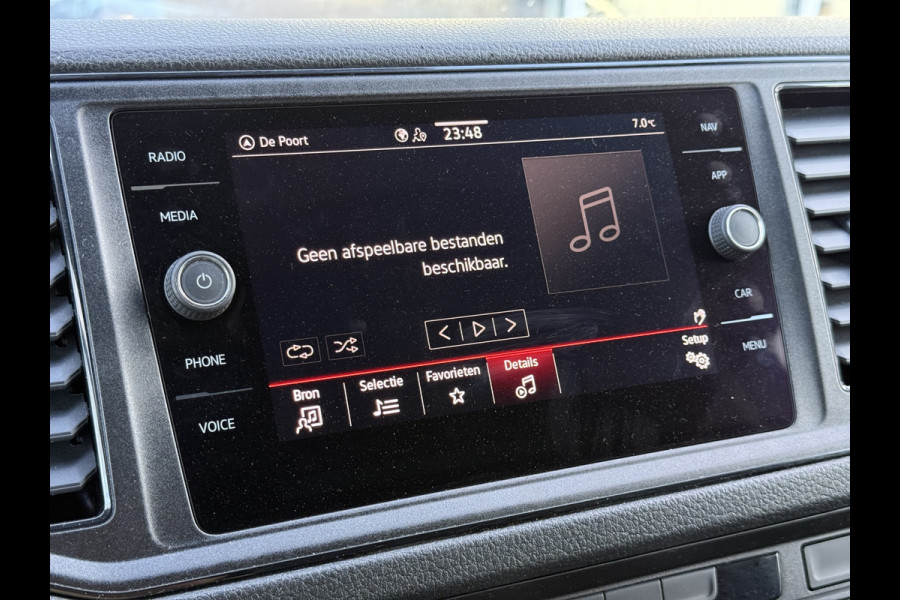 RADIO
MEDIA
PHONE
VOICE
De Poort
23:48
7.0°C
Geen afspeelbare bestanden
beschikbaar.
Setup
Bron
Selectie
Favorieten
Details
NAV
APP
CAR
MENU